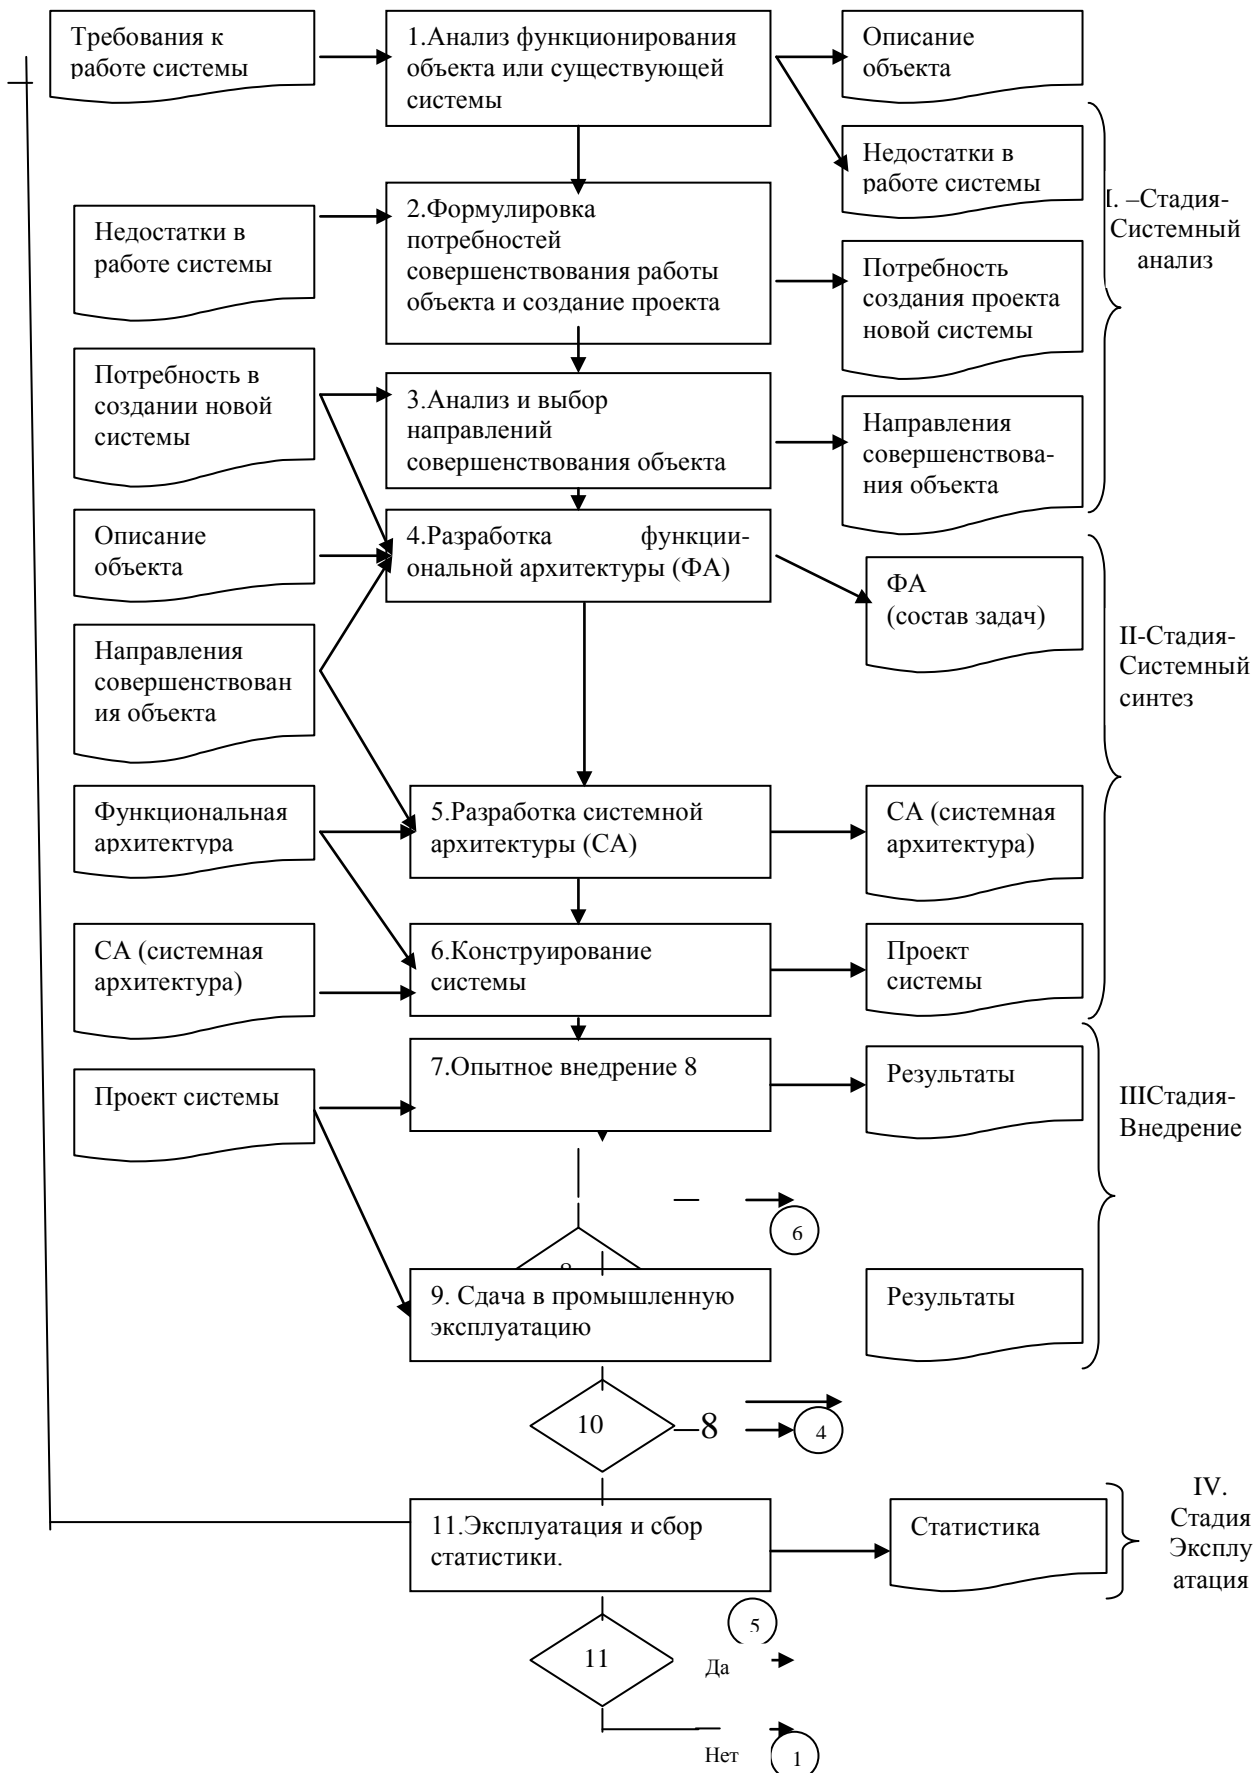 Требования к
работе системы
1.Анализ функционирования
объекта или существующей
системы
Описание
объекта
Недостатки в
работе системы
I. –Стадия-
Системный
анализ
Недостатки в
работе системы
2.Формулировка
потребностей
совершенствования работы
объекта и создание проекта
Потребность
создания проекта
новой системы
Потребность в
создании новой
системы
3.Анализ и выбор
направлений
совершенствования объекта
Направления
совершенствова-
ния объекта
Описание
объекта
4.Разработка функци-
ональной архитектуры (ФА)
ФА
(состав задач)
II-Стадия-
Системный
синтез
Направления
совершенствован
ия объекта
Функциональная
архитектура
5.Разработка системной
архитектуры (СА)
СА (системная
архитектура)
СА (системная
архитектура)
6.Конструирование
системы
Проект
системы
Проект системы
7.Опытное внедрение 8
Результаты
IIIСтадия-
Внедрение
6
9. Сдача в промышленную
эксплуатацию
Результаты
10
8
4
11.Эксплуатация и сбор
статистики.
Статистика
IV.
Стадия
Эксплу
атация
5
11
Да
Нет
1